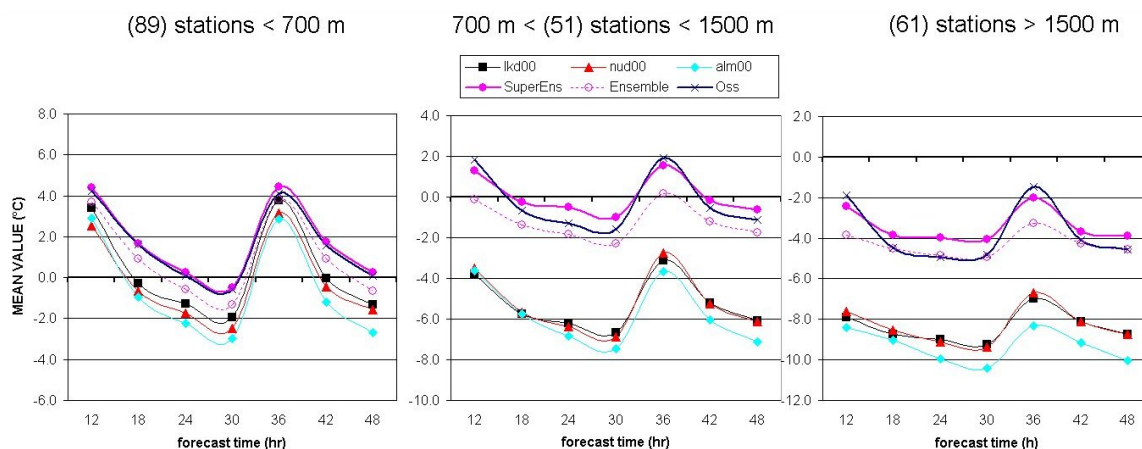 (89) stations < 700 m
700 m < (51) stations < 1500 m
(61) stations > 1500 m
lkd00 nud00 alm00
SuperEns Ensemble Oss
MEAN VALUE (°C)
8.0
6.0
4.0
2.0
0.0
-2.0
-4.0
-6.0
12 18 24 30 36 42 48
forecast time (hr)
4.0
2.0
0.0
-2.0
-4.0
-6.0
-8.0
-10.0
12 18 24 30 36 42 48
forecast time (hr)
2.0
0.0
-2.0
-4.0
-6.0
-8.0
-10.0
-12.0
12 18 24 30 36 42 48
forecast time (h)